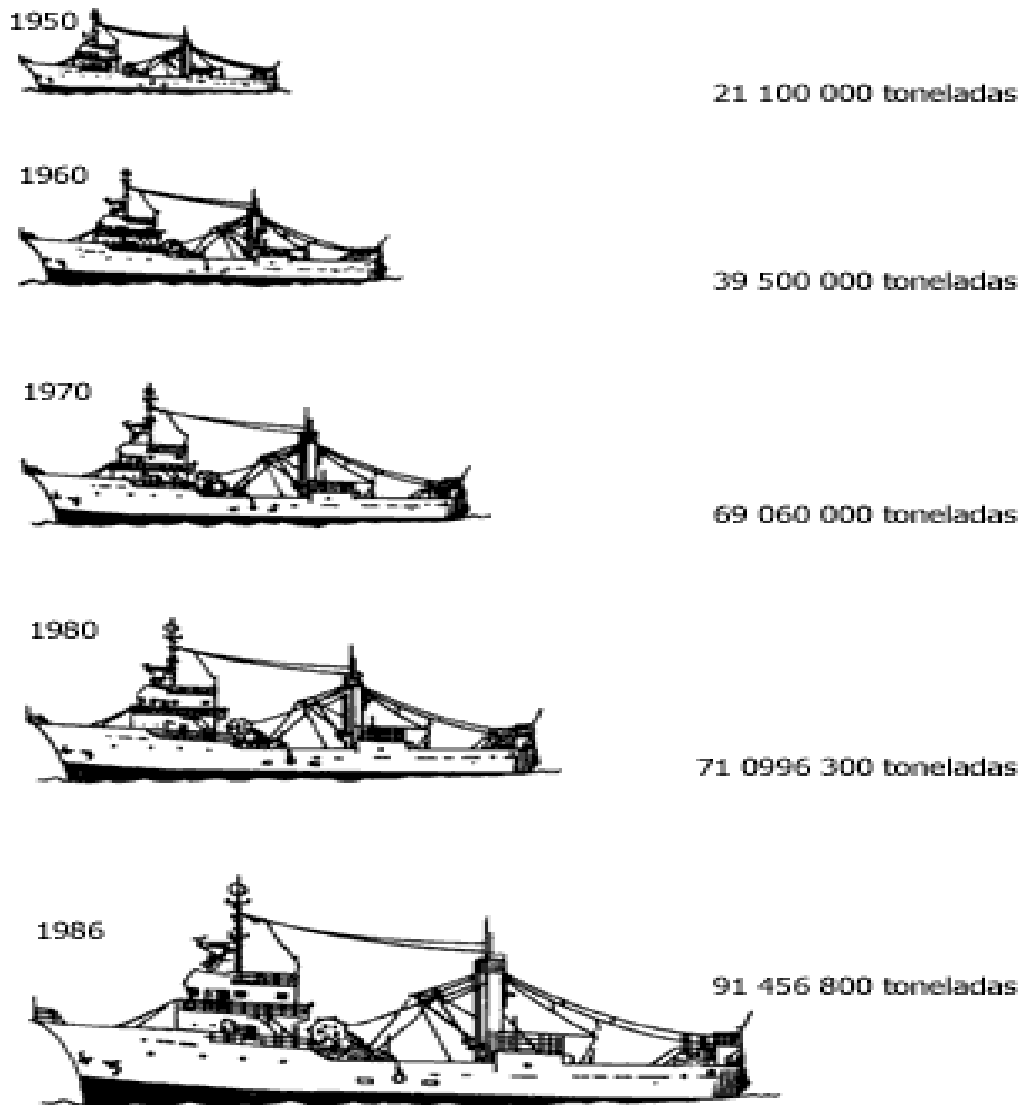 1950
21 100 000 toneladas
1960
39 500 000 toneladas
1970
69 060 000 toneladas
1980
71 0996 300 toneladas
1986
91 456 800 toneladas